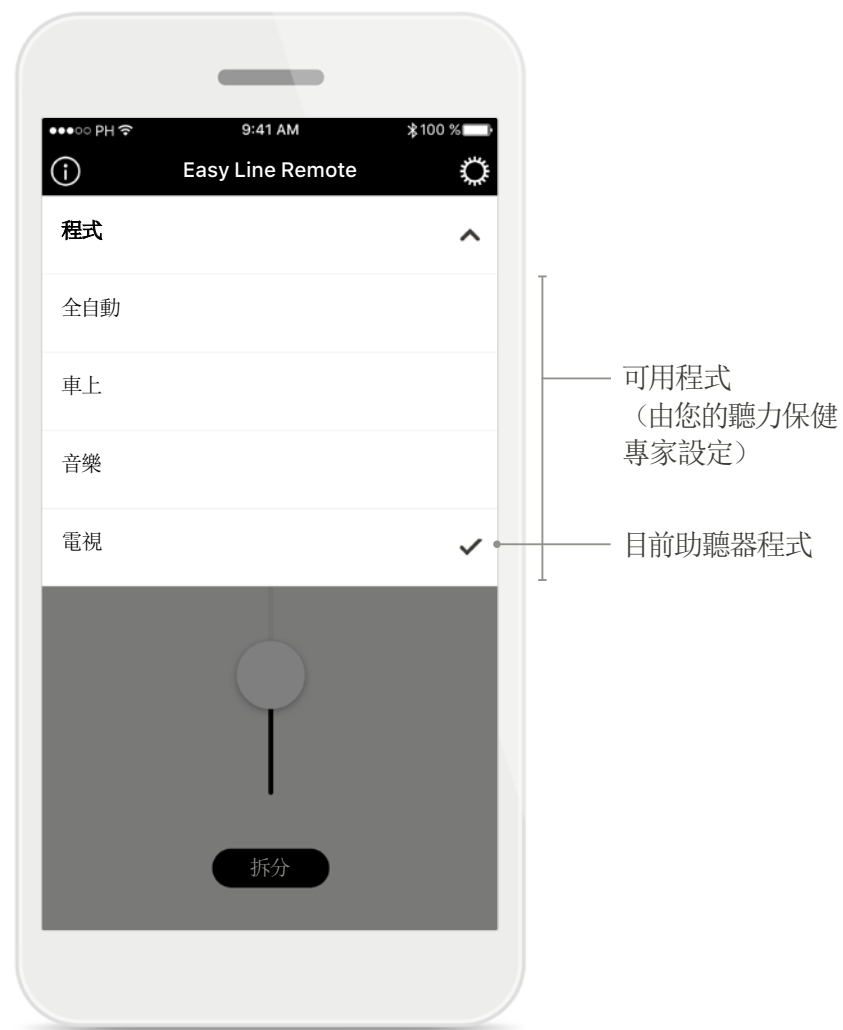 PH 9:41 AM 100 %
Easy Line Remote
程式
全自動
車上
音樂
電視
拆分
可用程式
（由您的聽力保健
專家設定）
目前助聽器程式